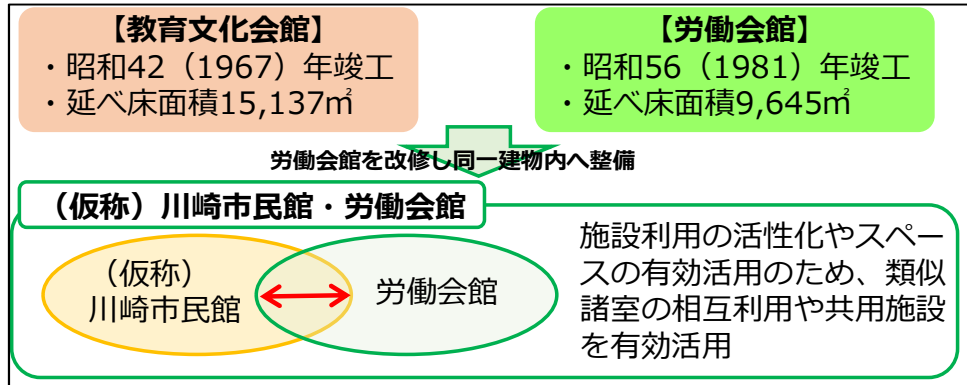 【教育文化会館】
・昭和42（1967）年竣工
・延べ床面積15,137㎡
【労働会館】
・昭和56（1981）年竣工
・延べ床面積9,645㎡
労働会館を改修し同一建物内へ整備
（仮称）川崎市民館・労働会館
（仮称）
川崎市民館
労働会館
施設利用の活性化やスペー
スの有効活用のため、類似
諸室の相互利用や共用施設
を有効活用